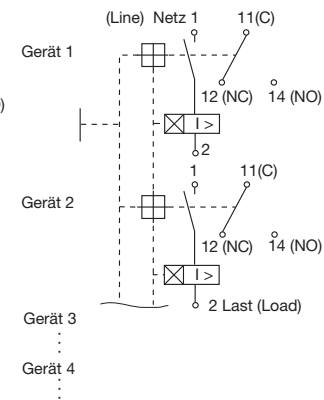 (Line) Netz 1 11(C)
Gerät 1
)
12 (NC) 14 (NO)
I >
2
1 11(C)
Gerät 2
12 (NC) 14 (NO)
I >
2 Last (Load)
Gerät 3
Gerät 4